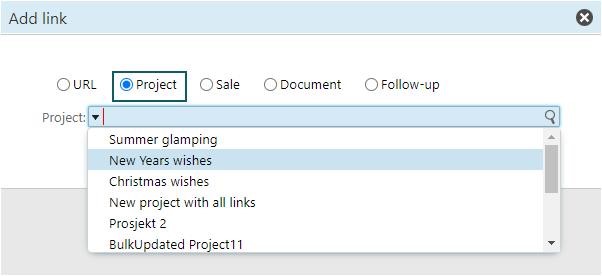 Add link
URL Project Sale Document Follow-up
Project:
Summer glamping
New Years wishes
Christmas wishes
New project with all links
Prosjekt 2
BulkUpdated Project11